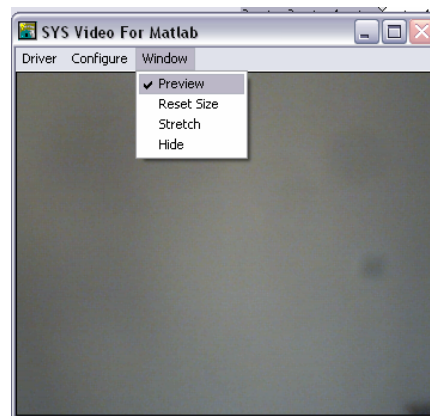 SYS Video For Matlab
Driver Configure Window
✓ Preview
Reset Size
Stretch
Hide